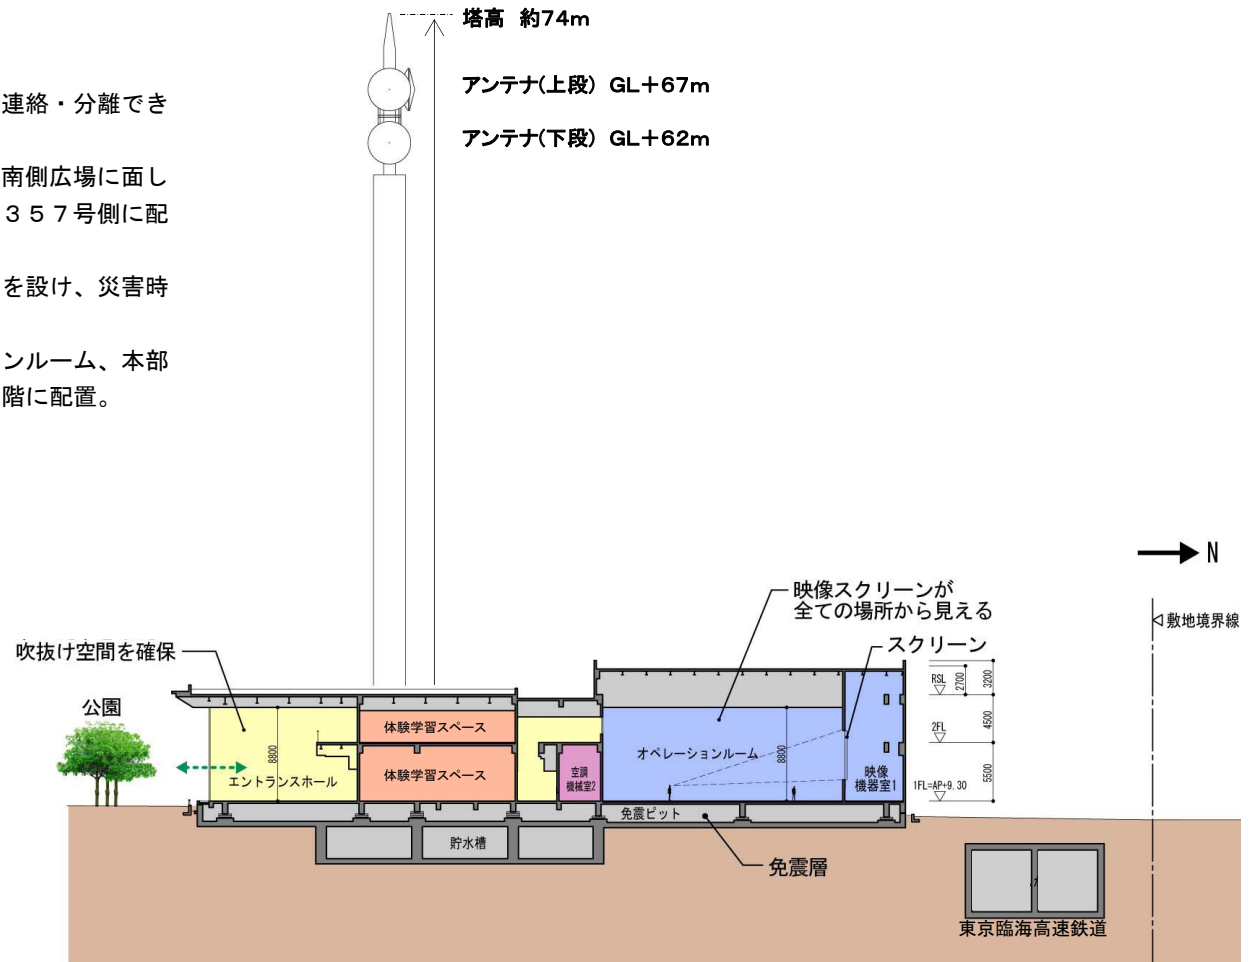 塔高 約74m
アンテナ(上段) GL+67m
アンテナ(下段) GL+62m
連絡・分離でき
南側広場に面し
３５７号側に配
を設け、災害時
ンルーム、本部
階に配置。
N
敷地境界線
映像スクリーンが
全ての場所から見える
スクリーン
吹抜け空間を確保
公園
RSL
2700
3200
2FL
4500
5500
1FL=AP+9.30
体験学習スペース
体験学習スペース
8800
エントランスホール
空調
機械室2
オペレーションルーム
8800
映像
機器室1
免震ピット
貯水槽
免震層
東京臨海高速鉄道